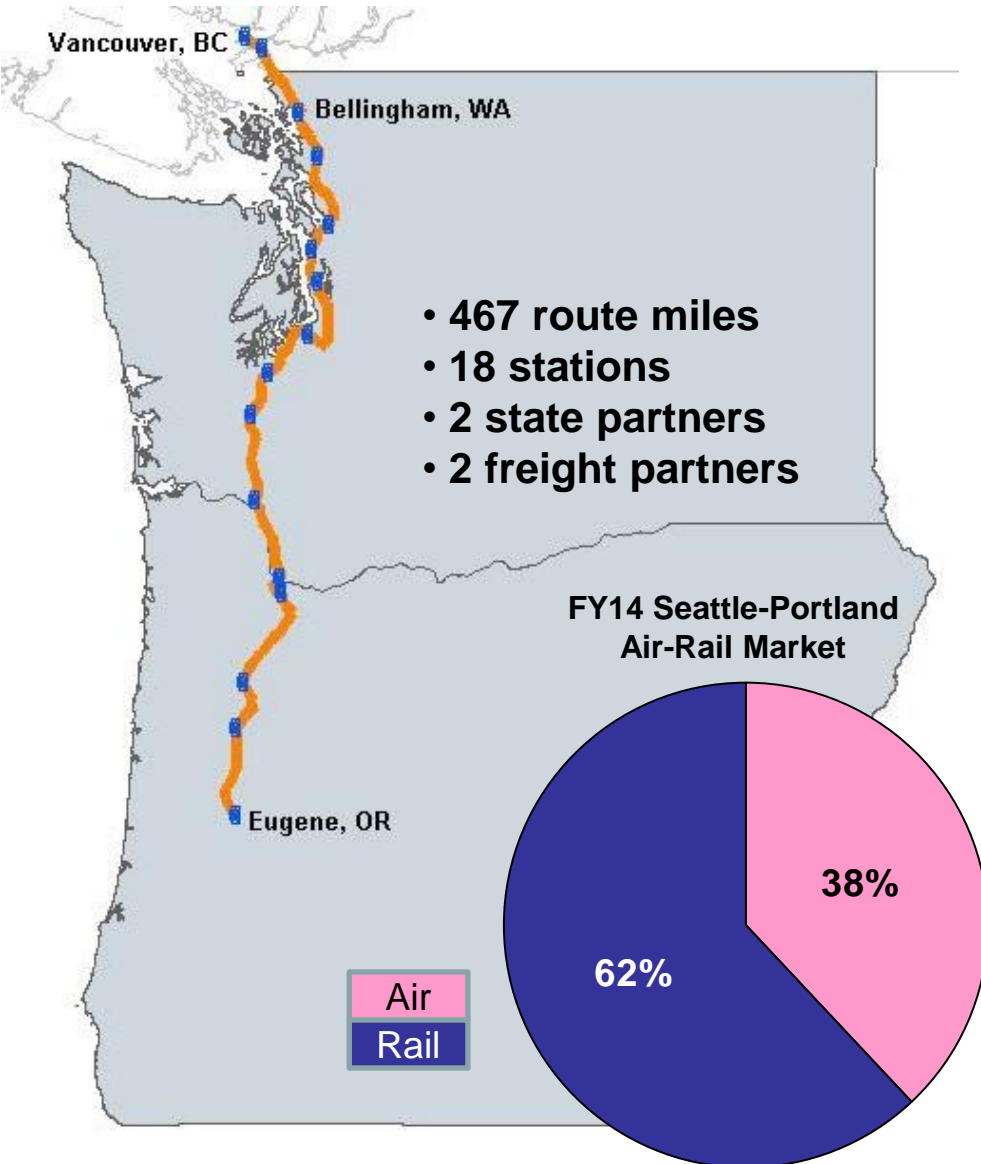 Vancouver, BC
Bellingham, WA
• 467 route miles
• 18 stations
• 2 state partners
• 2 freight partners
FY14 Seattle-Portland
Air-Rail Market
Eugene, OR
38%
62%
Air
Rail